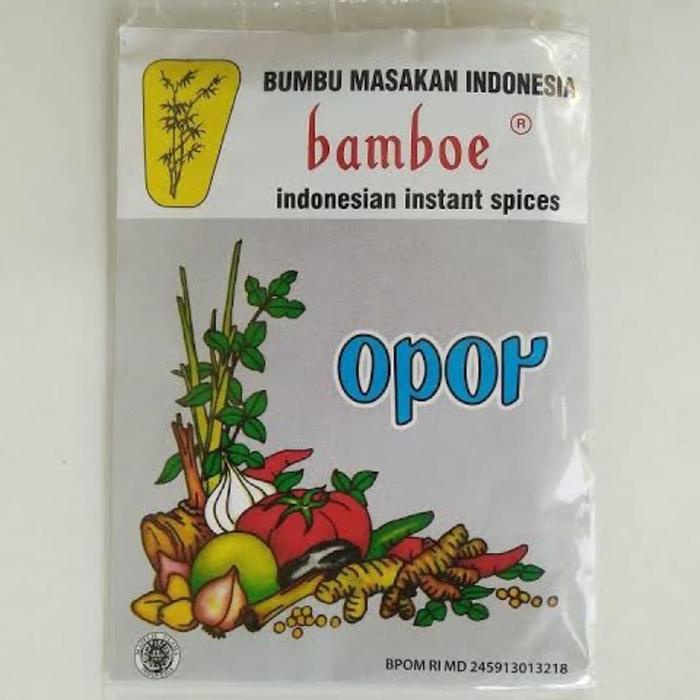 BUMBU MASAKAN INDONESIA
bamboe ®
indonesian instant spices
opor
BPOM RI MD 245913013218